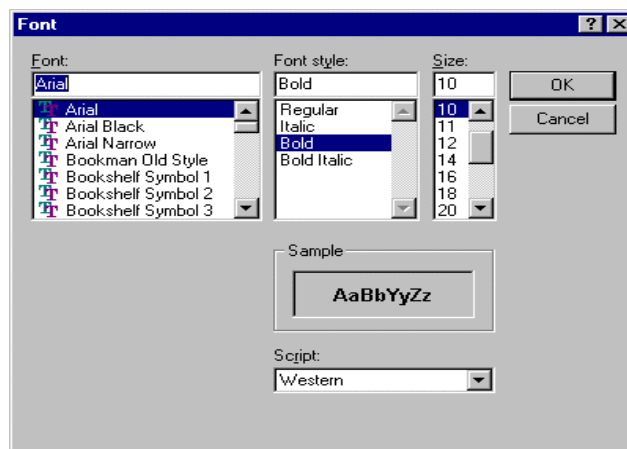 Font
Font: Font style: Size:
Arial Bold 10 OK
Arial Regular 10 Cancel
Arial Black Italic 11
Arial Narrow Bold 12
Bookman Old Style Bold Italic 14
Bookshelf Symbol 1 16
Bookshelf Symbol 2 18
Bookshelf Symbol 3 20
Sample
AaBbYyZz
Script:
Western